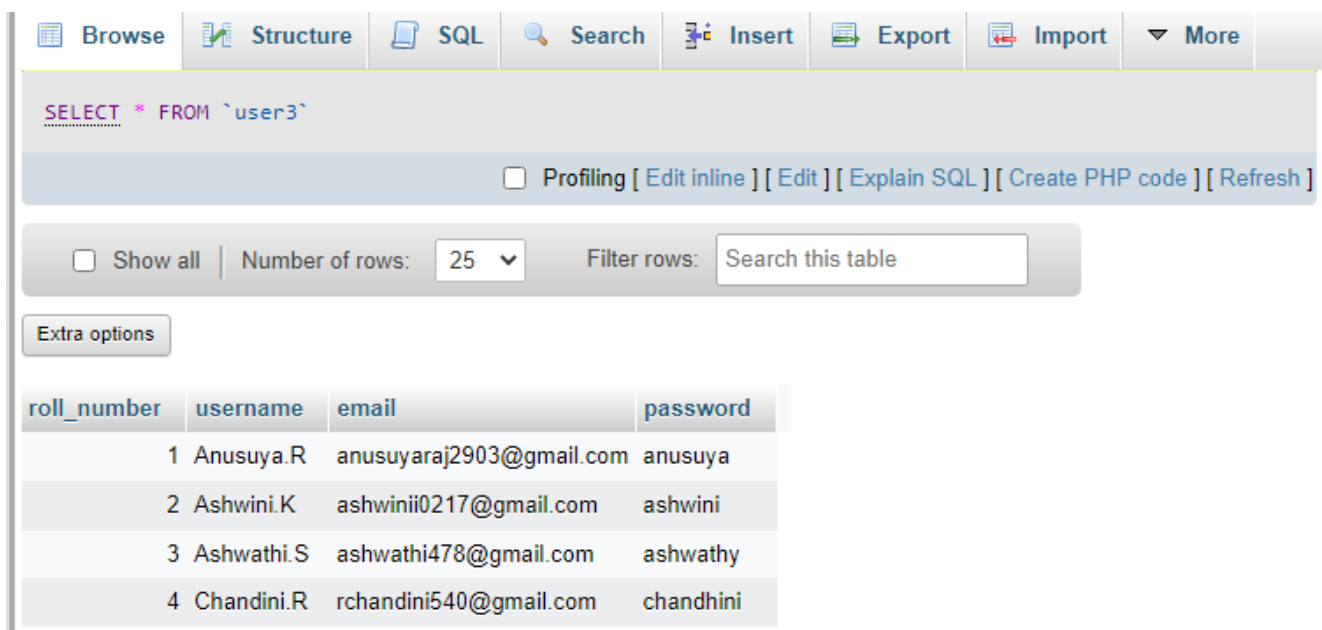 Browse Structure SQL Search Insert Export Import More
SELECT * FROM `user3`
Profiling [ Edit inline ] [ Edit ] [ Explain SQL ] [ Create PHP code ] [ Refresh ]
Show all Number of rows: 25 Filter rows: Search this table
Extra options
roll_number username email password
1 Anusuya.R anusuyaraj2903@gmail.com anusuya
2 Ashwini.K ashwinii0217@gmail.com ashwini
3 Ashwathi.S ashwathi478@gmail.com ashwathy
4 Chandini.R rchandini540@gmail.com chandhini